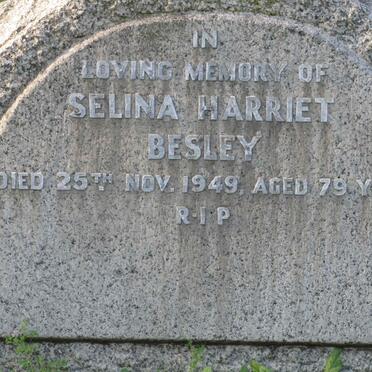 IN
LOVING MEMORY OF
SELINA HARRIET
BESLEY
DIED 25TH NOV. 1949, AGED 79 Y
R.I.P